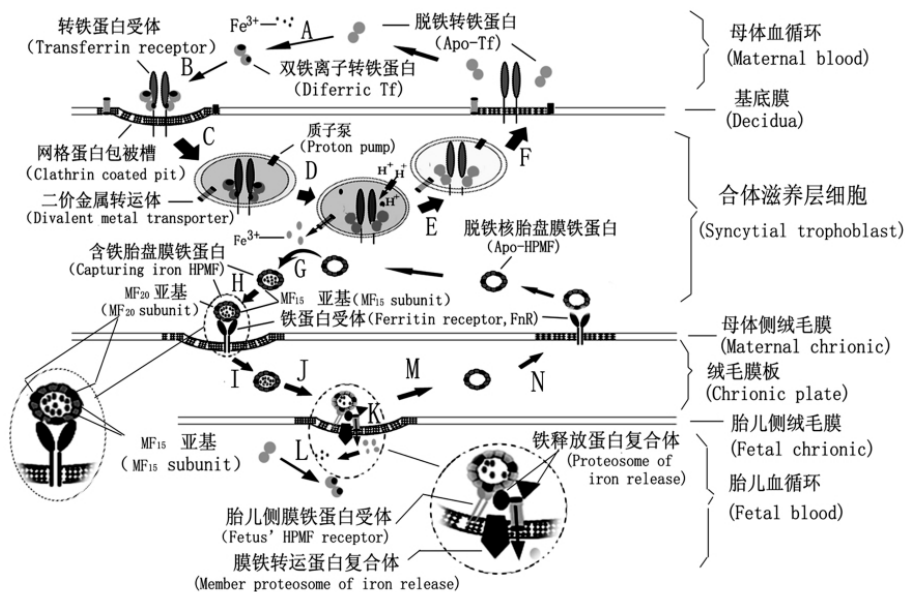 转铁蛋白受体
(Transferrin receptor)
Fe3+
A
脱铁转铁蛋白
(Apo-Tf)
母体血循环
(Maternal blood)
B
双铁离子转铁蛋白
(Diferric Tf)
基底膜
(Decidua)
网格蛋白包被槽
(Clathrin coated pit)
C
质子泵
(Proton pump)
D
H+
H+
H+
F
二价金属转运体
(Divalent metal transporter)
E
合体滋养层细胞
(Syncytial trophoblast)
Fe3+
脱铁核胎盘膜铁蛋白
(Apo-HPMF)
含铁胎盘膜铁蛋白
(Capturing iron HPMF)
G
H
MF20 亚基
(MF20 subunit)
MF15 亚基(MF15 subunit)
铁蛋白受体(Ferritin receptor,FnR)
母体侧绒毛膜
(Maternal chrionic)
I
J
M
N
绒毛膜板
(Chrionic plate)
K
胎儿侧绒毛膜
(Fetal chrionic)
MF15 亚基
(MF15 subunit)
L
铁释放蛋白复合体
(Proteosome of
iron release)
胎儿血循环
(Fetal blood)
胎儿侧膜铁蛋白受体
(Fetus' HPMF receptor)
膜铁转运蛋白复合体
(Member proteosome of iron release)